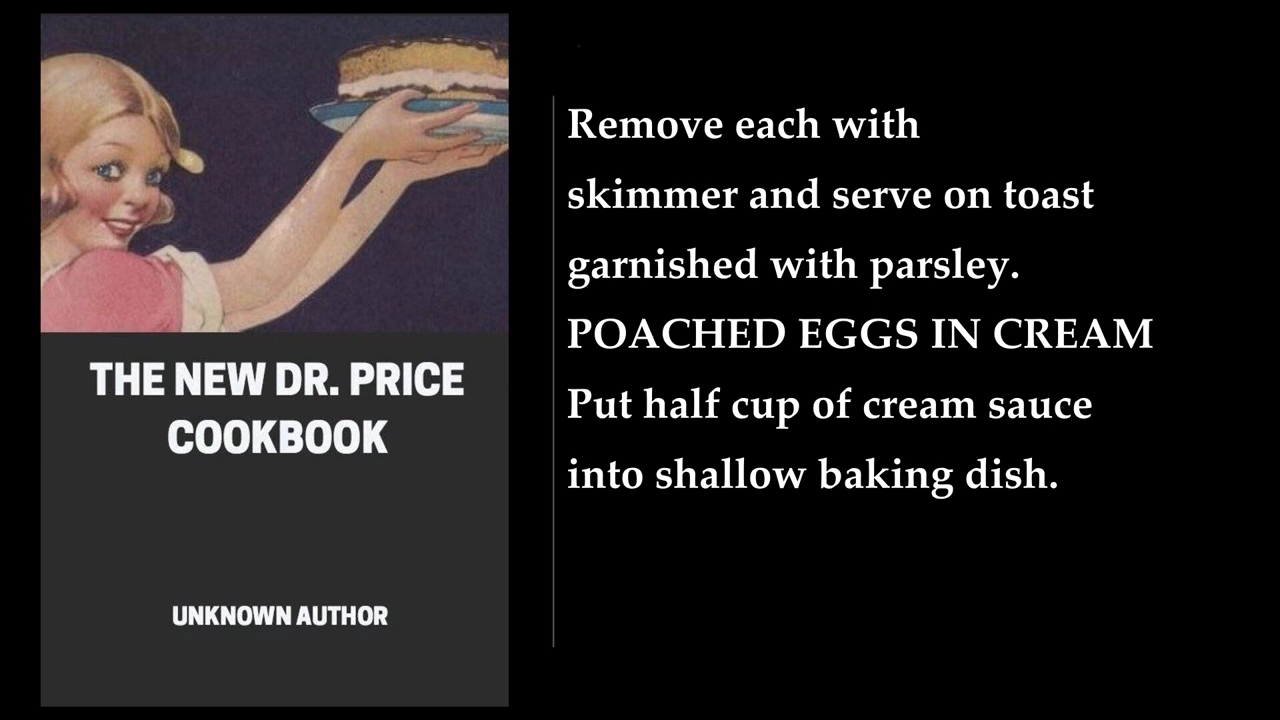 THE NEW DR. PRICE
COOKBOOK
UNKNOWN AUTHOR
Remove each with
skimmer and serve on toast
garnished with parsley.
POACHED EGGS IN CREAM
Put half cup of cream sauce
into shallow baking dish.